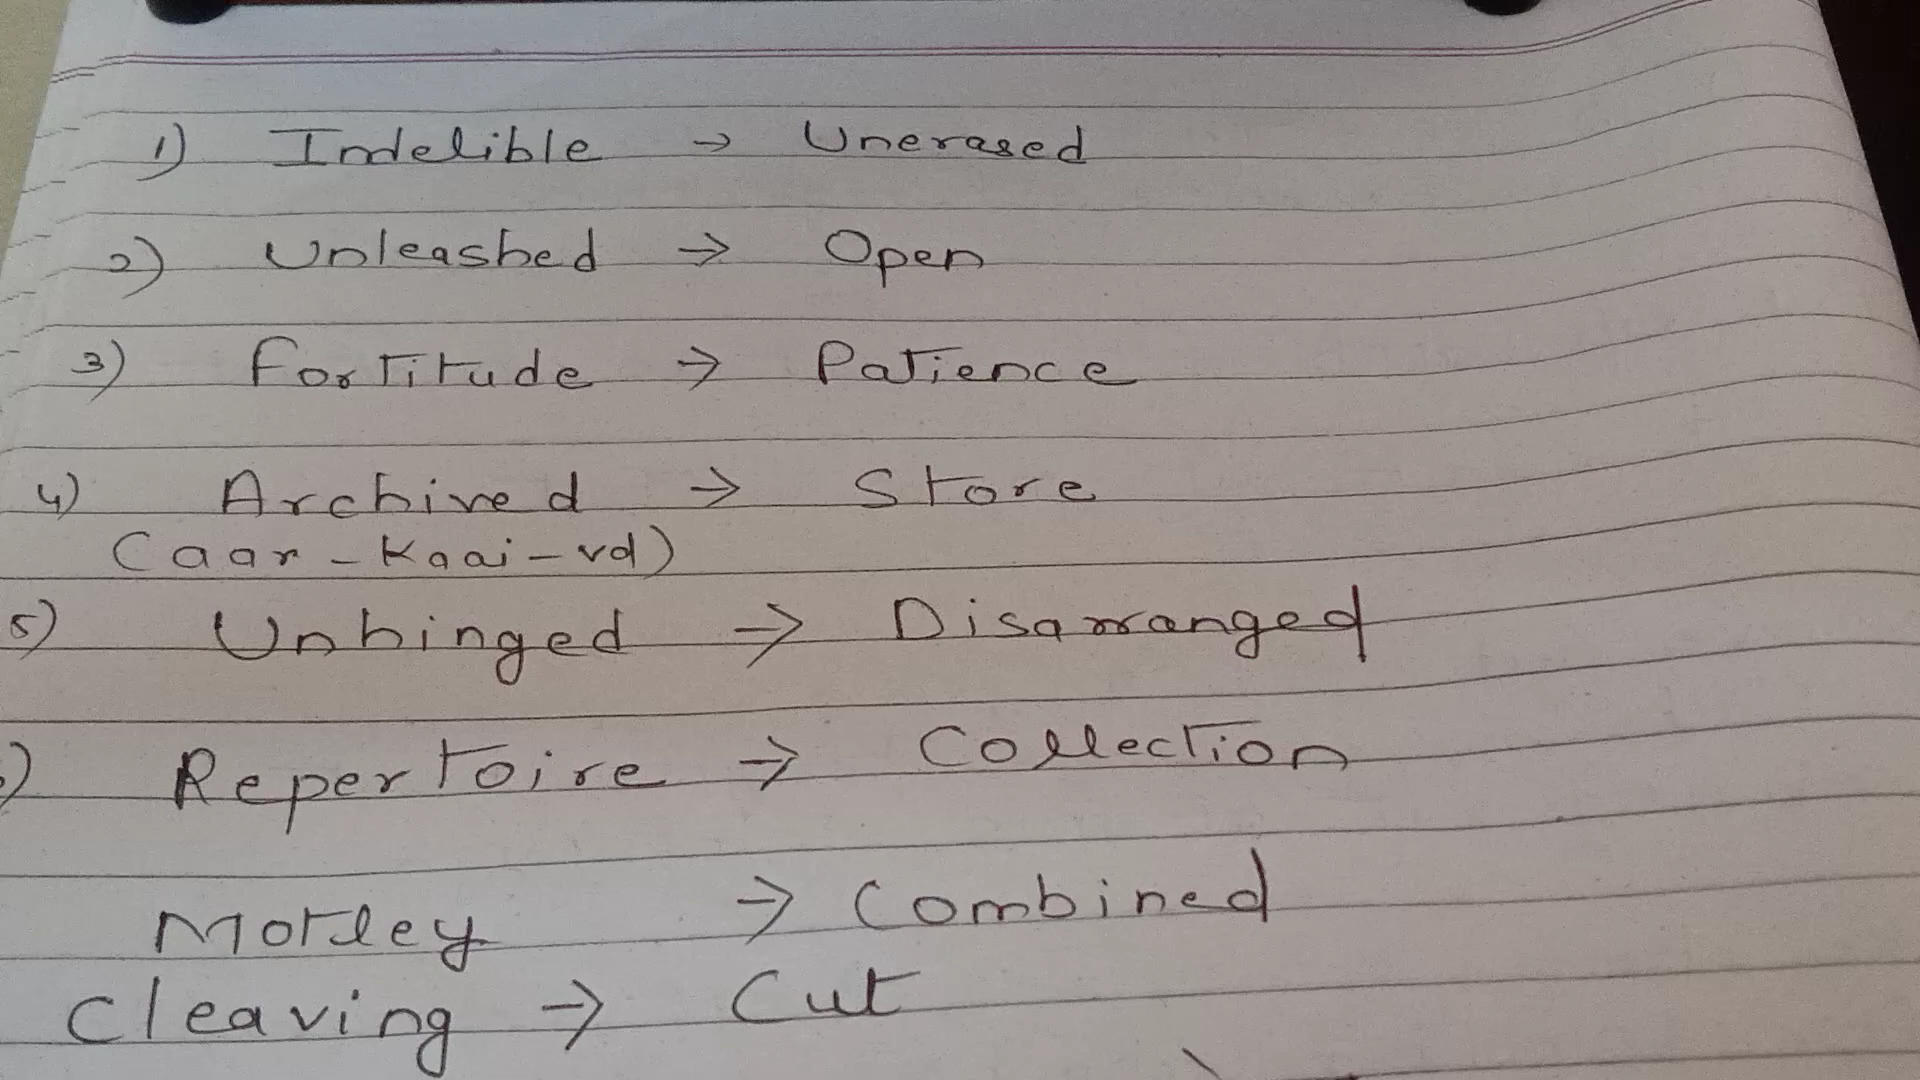 1) Indelible → Unerased
2) Unleashed → Open
3) Fortitude → Patience
4) Archived → Store
(aar-Kaai-vd)
5) Unhinged → Disarranged
) Repertoire → Collection
Motley → Combined
Cleaving → Cut